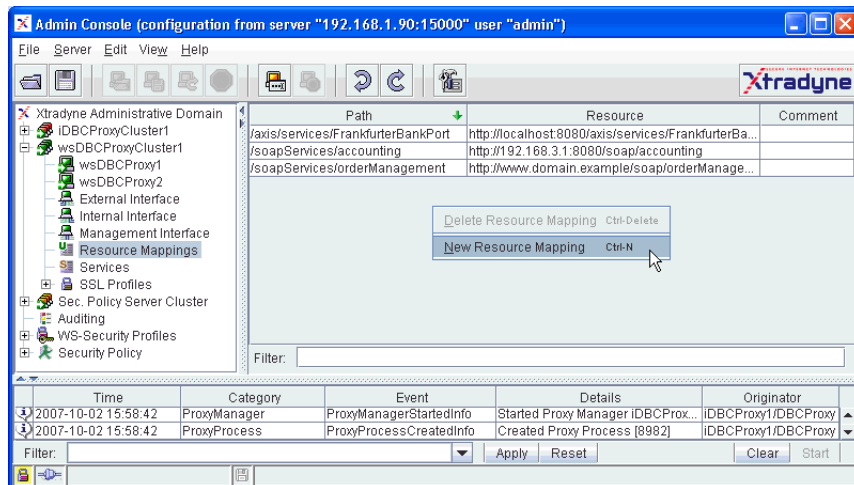 Admin Console (configuration from server "192.168.1.90:15000" user "admin")
File Server Edit View Help
Xtradyne
Xtradyne Administrative Domain
iDBCProxyCluster1
wsDBCProxyCluster1
wsDBCProxy1
wsDBCProxy2
External Interface
Internal Interface
Management Interface
Resource Mappings
Services
SSL Profiles
Sec. Policy Server Cluster
Auditing
WS-Security Profiles
Security Policy
Path Resource Comment
/axis/services/FrankfurterBankPort http://localhost:8080/axis/services/FrankfurterBa...
/soapServices/accounting http://192.168.3.1:8080/soap/accounting
/soapServices/orderManagement http://www.domain.example/soap/orderManage...
Delete Resource Mapping Ctrl-Delete
New Resource Mapping Ctrl-N
Filter:
Time Category Event Details Originator
2007-10-02 15:58:42 ProxyManager ProxyManagerStartedInfo Started Proxy Manager iDBCProx... iDBCProxy1/DBCProxy
2007-10-02 15:58:42 ProxyProcess ProxyProcessCreatedInfo Created Proxy Process [8982] iDBCProxy1/DBCProxy
Filter: Apply Reset Clear Start